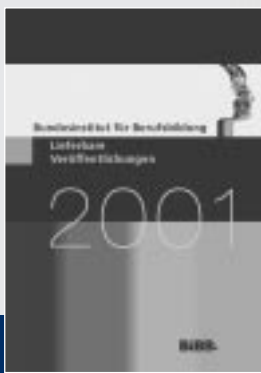 Bundesinstitut für Berufsbildung
Lieferbare
Veröffentlichungen
2001
BiBB.